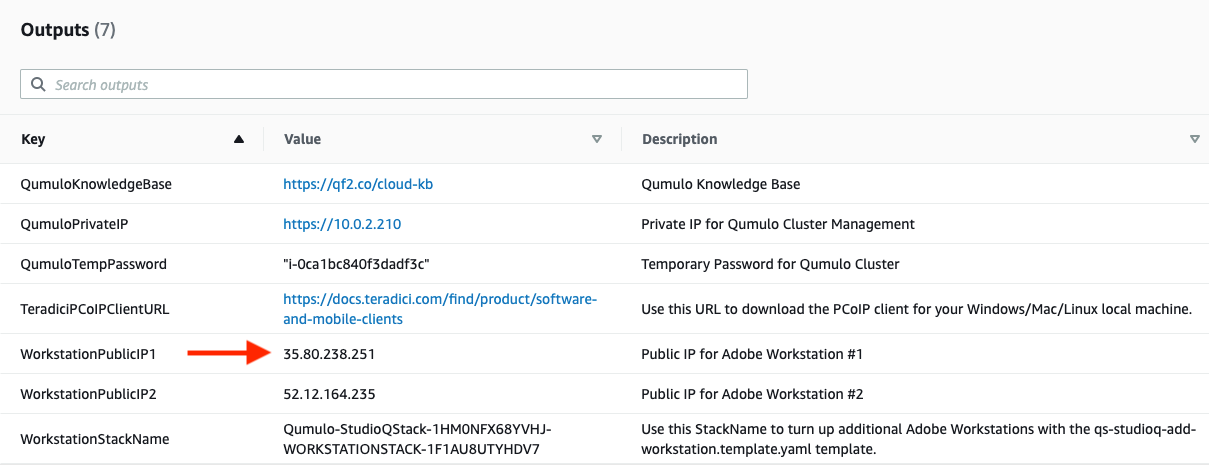 Outputs (7)
Search outputs
Key Value Description
QumuloKnowledgeBase https://qf2.co/cloud-kb Qumulo Knowledge Base
QumuloPrivateIP https://10.0.2.210 Private IP for Qumulo Cluster Management
QumuloTempPassword "i-0ca1bc840f3dadf3c" Temporary Password for Qumulo Cluster
TeradiciPCoIPClientURL https://docs.teradici.com/find/product/software-
and-mobile-clients Use this URL to download the PCoIP client for your Windows/Mac/Linux local machine.
WorkstationPublicIP1 35.80.238.251 Public IP for Adobe Workstation #1
WorkstationPublicIP2 52.12.164.235 Public IP for Adobe Workstation #2
WorkstationStackName Qumulo-StudioQStack-1HM0NFX68YVHJ-
WORKSTATIONSTACK-1F1AU8UTYHDV7 Use this StackName to turn up additional Adobe Workstations with the qs-studioq-add-
workstation.template.yaml template.